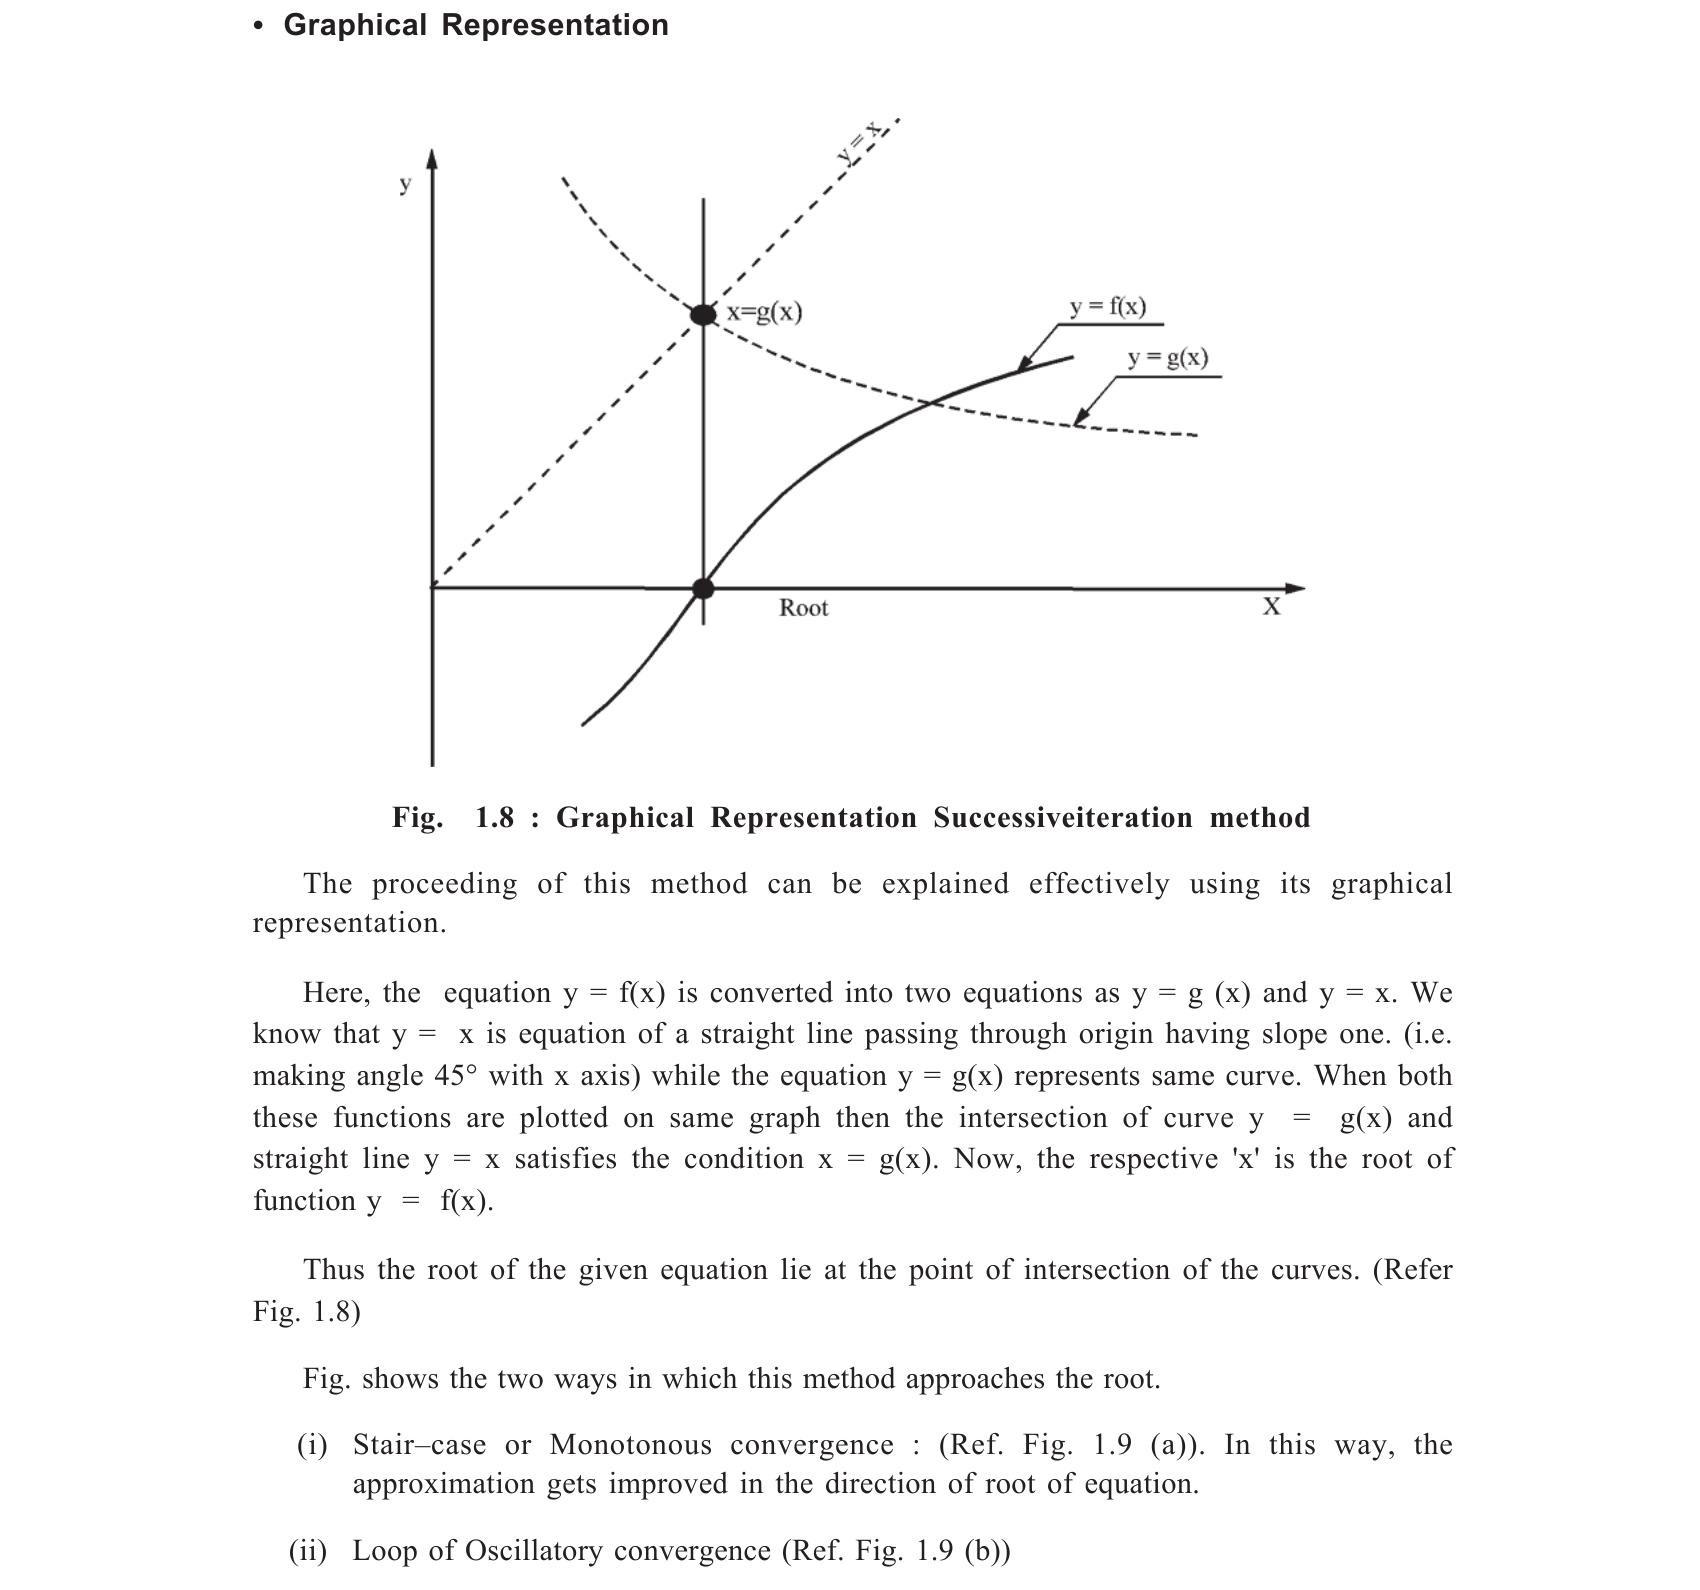 • Graphical Representation
y = x
y
x=g(x)
y = f(x)
y = g(x)
Root
X
Fig. 1.8 : Graphical Representation Successiveiteration method
The proceeding of this method can be explained effectively using its graphical
representation.
Here, the equation y = f(x) is converted into two equations as y = g (x) and y = x. We
know that y = x is equation of a straight line passing through origin having slope one. (i.e.
making angle 45° with x axis) while the equation y = g(x) represents same curve. When both
these functions are plotted on same graph then the intersection of curve y = g(x) and
straight line y = x satisfies the condition x = g(x). Now, the respective 'x' is the root of
function y = f(x).
Thus the root of the given equation lie at the point of intersection of the curves. (Refer
Fig. 1.8)
Fig. shows the two ways in which this method approaches the root.
(i) Stair–case or Monotonous convergence : (Ref. Fig. 1.9 (a)). In this way, the
approximation gets improved in the direction of root of equation.
(ii) Loop of Oscillatory convergence (Ref. Fig. 1.9 (b))